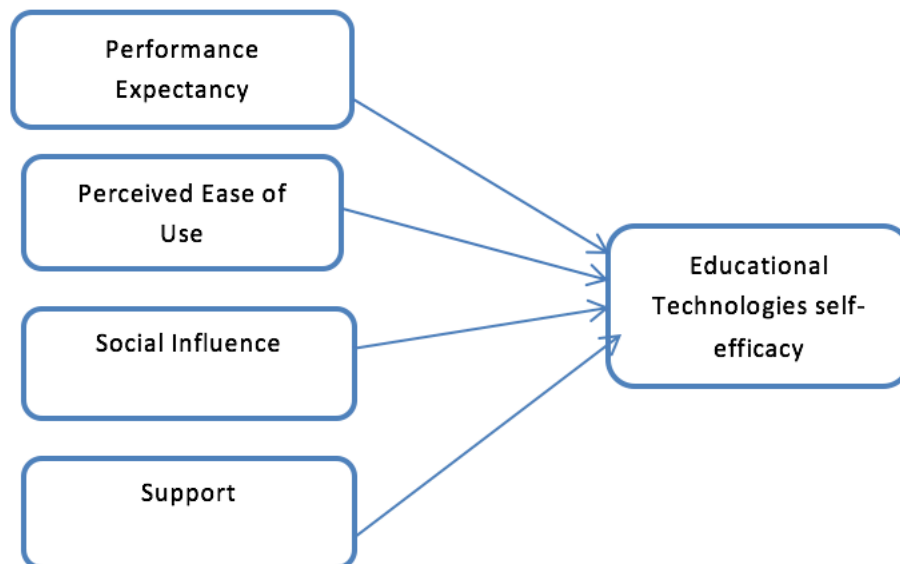 Performance
Expectancy
Perceived Ease of
Use
Social Influence
Support
Educational
Technologies self-
efficacy